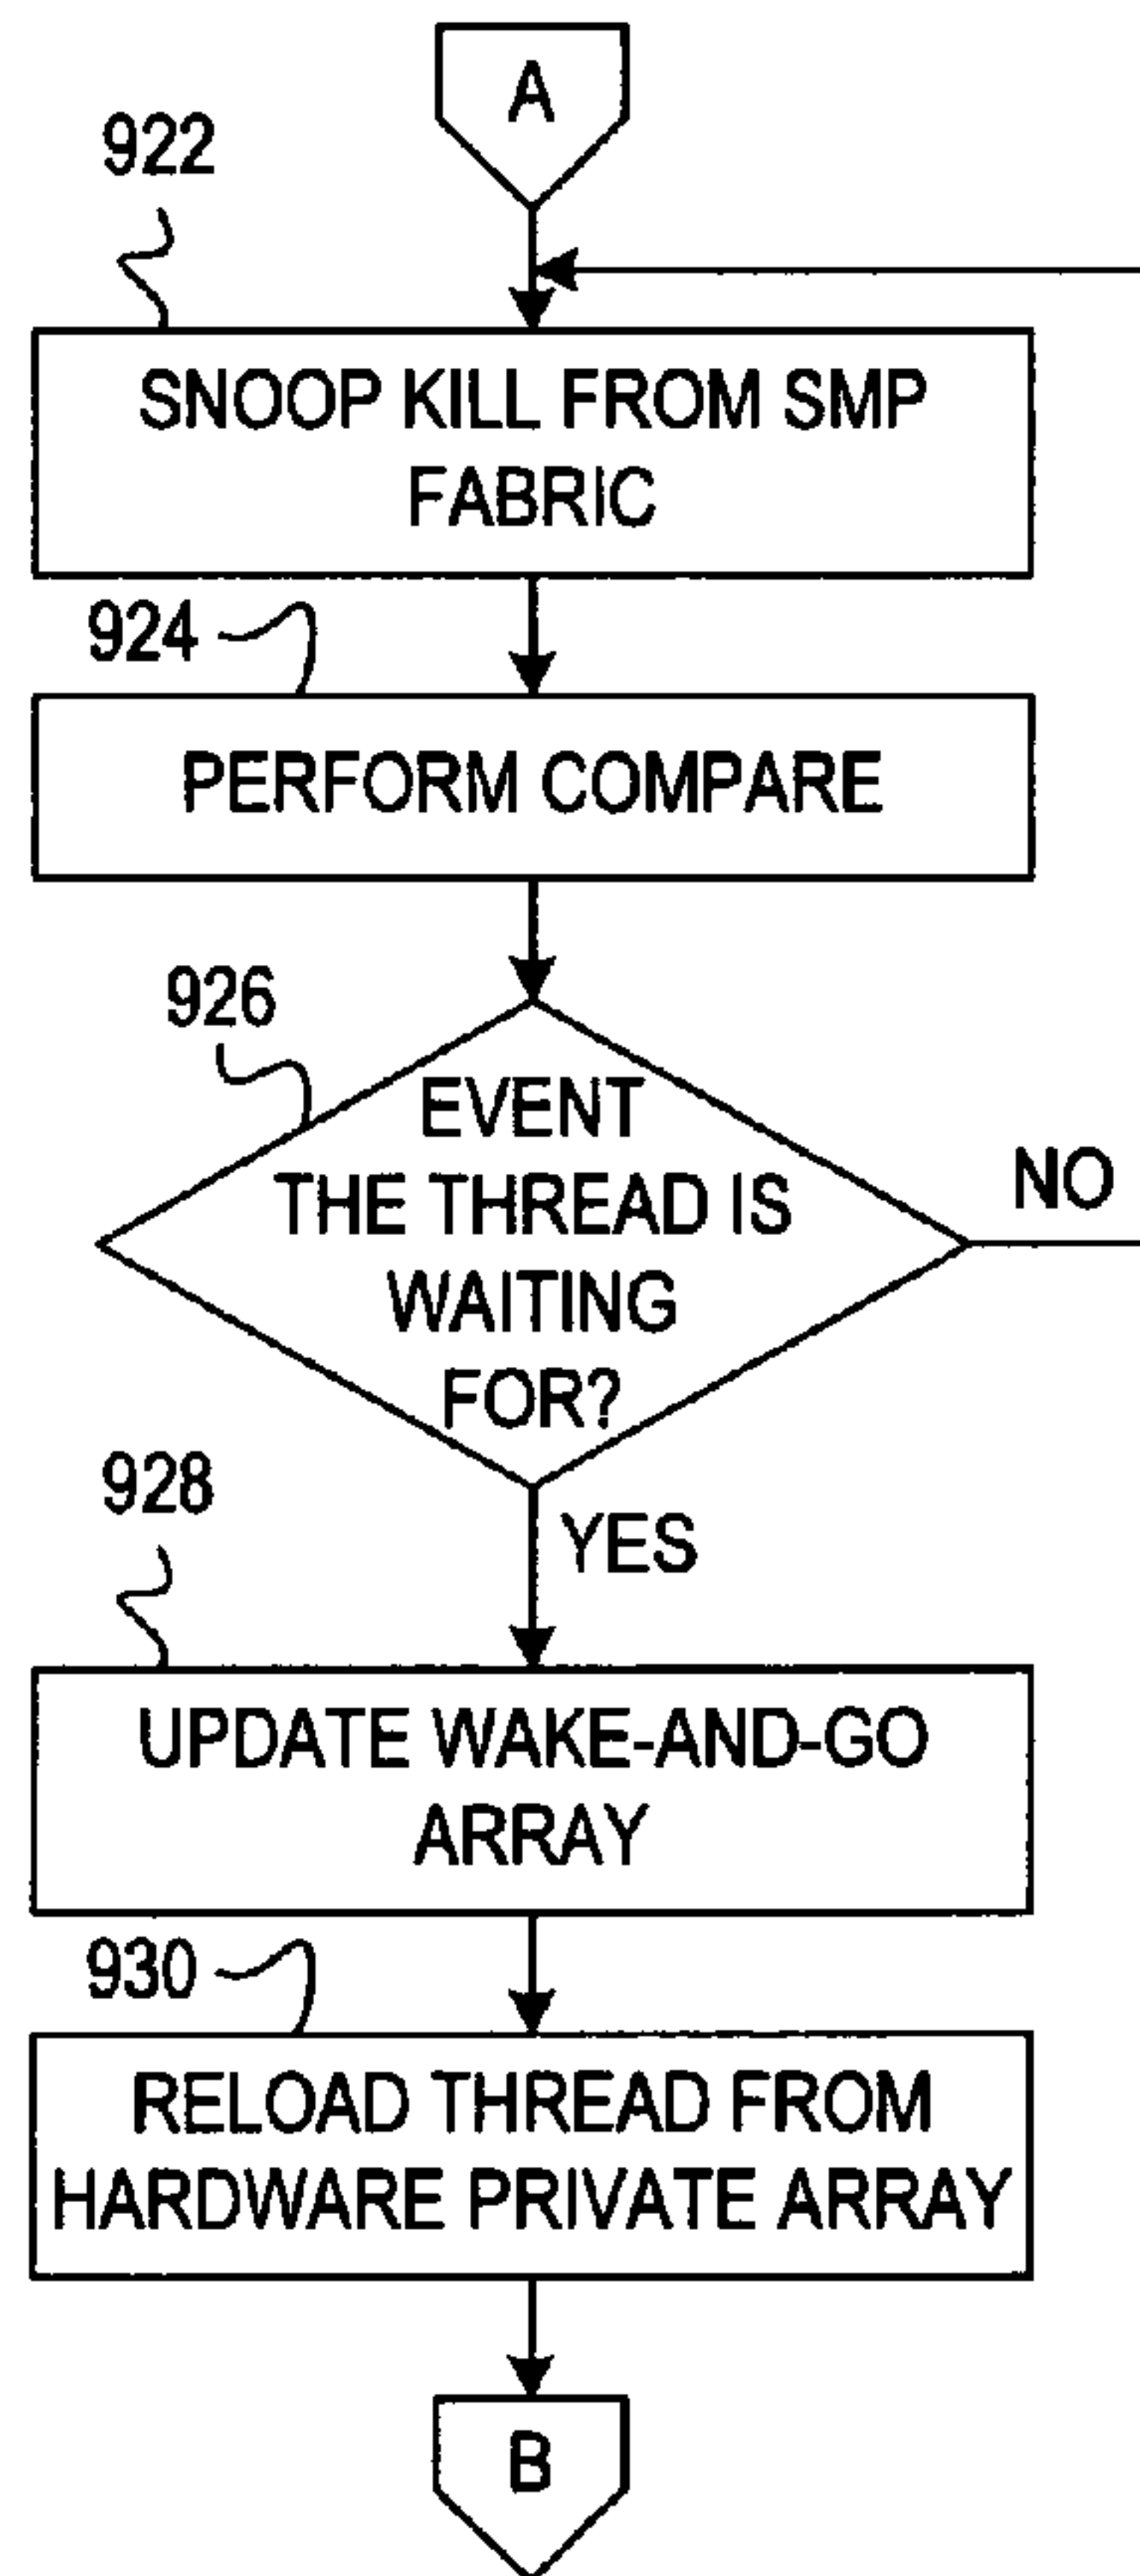 A
922
SNOOP KILL FROM SMP
FABRIC
924
PERFORM COMPARE
926
EVENT
THE THREAD IS
WAITING
FOR?
NO
YES
928
UPDATE WAKE-AND-GO
ARRAY
930
RELOAD THREAD FROM
HARDWARE PRIVATE ARRAY
B